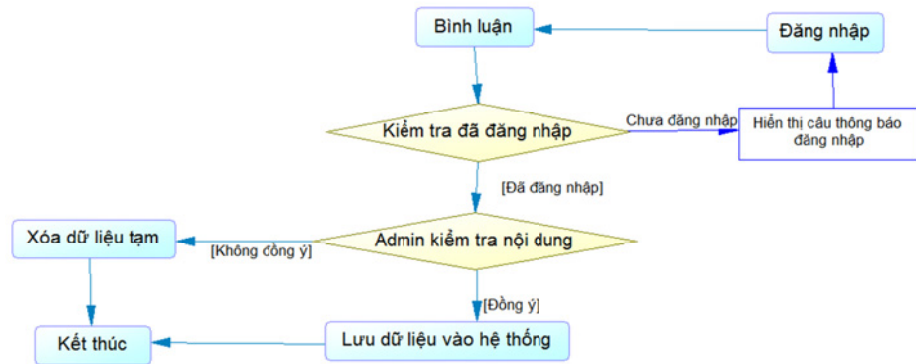 Bình luận
Đăng nhập
Kiểm tra đã đăng nhập
Chưa đăng nhập
Hiển thị câu thông báo
đăng nhập
[Đã đăng nhập]
Xóa dữ liệu tạm
[Không đồng ý]
Admin kiểm tra nội dung
[Đồng ý]
Kết thúc
Lưu dữ liệu vào hệ thống